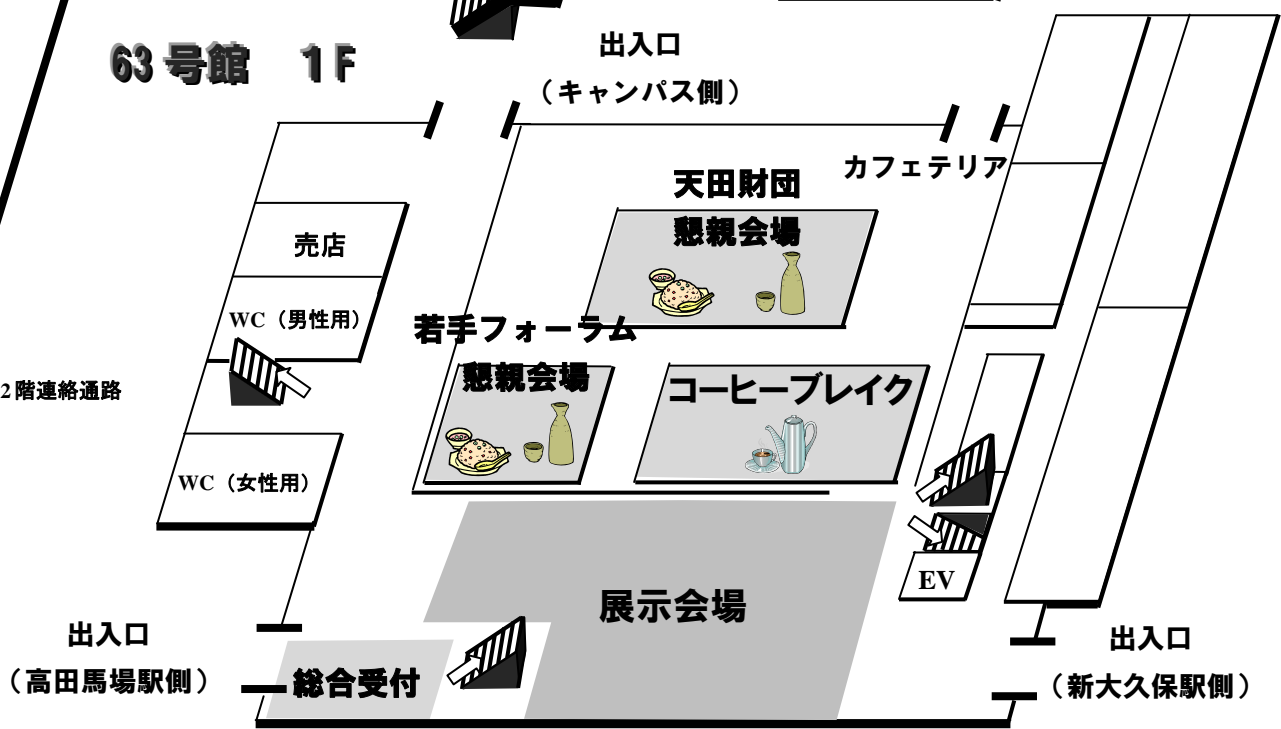 63号館　1F
出入口
（キャンパス側）
カフェテリア
天田財団
懇親会場
売店
WC（男性用）
若手フォーラム
懇親会場
コーヒーブレイク
2階連絡通路
WC（女性用）
EV
展示会場
出入口
（高田馬場駅側）
総合受付
出入口
（新大久保駅側）